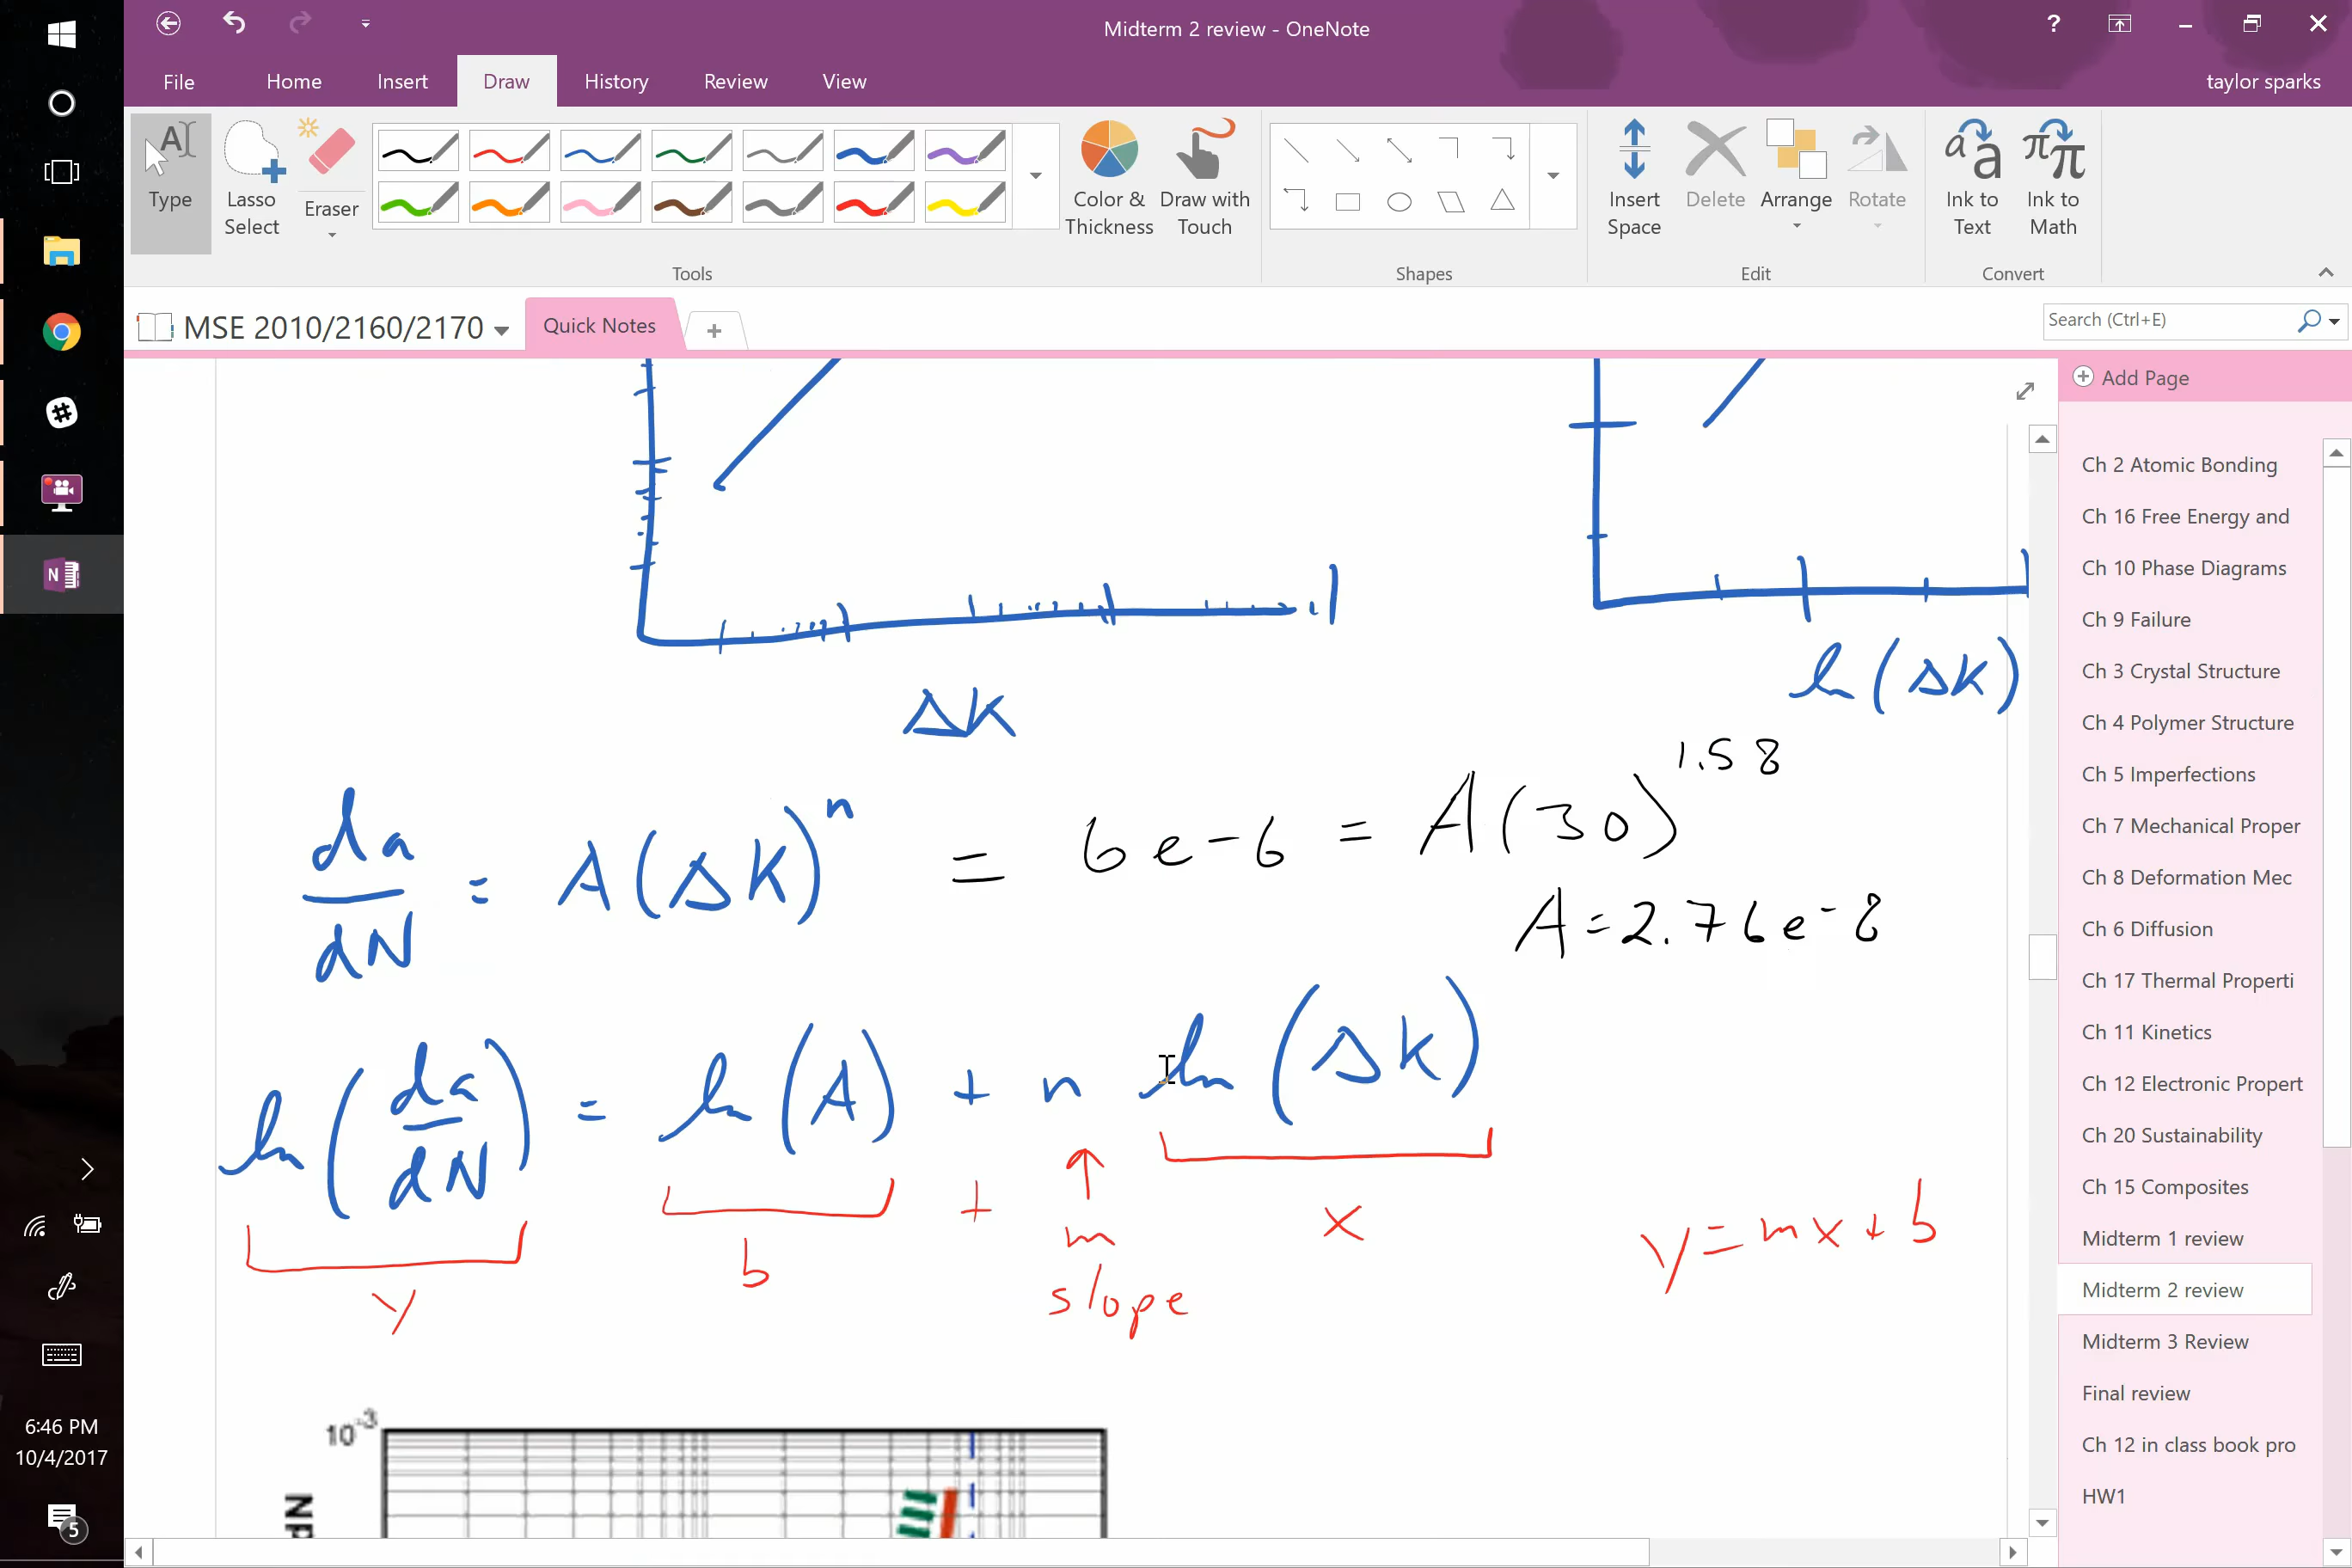 Midterm 2 review - OneNote
?
File Home Insert Draw History Review View
taylor sparks
Type
Lasso Select
Eraser
Color & Thickness
Draw with Touch
Insert Space
Delete
Arrange
Rotate
Ink to Text
Ink to Math
Tools
Shapes
Edit
Convert
MSE 2010/2160/2170
Quick Notes
Search (Ctrl+E)
Add Page
Ch 2 Atomic Bonding
Ch 16 Free Energy and
Ch 10 Phase Diagrams
Ch 9 Failure
Ch 3 Crystal Structure
Ch 4 Polymer Structure
Ch 5 Imperfections
Ch 7 Mechanical Proper
Ch 8 Deformation Mec
Ch 6 Diffusion
Ch 17 Thermal Properti
Ch 11 Kinetics
Ch 12 Electronic Propert
Ch 20 Sustainability
Ch 15 Composites
Midterm 1 review
Midterm 2 review
Midterm 3 Review
Final review
Ch 12 in class book pro
HW1
ΔK
ln (ΔK)
da/dN = A(ΔK)^n = 6e-6 = A(30)^1.58
A=2.76e-8
ln(da/dN) = ln(A) + n ln(ΔK)
y
b
+
m
slope
x
y=mx+b
10-3
6:46 PM
10/4/2017
5